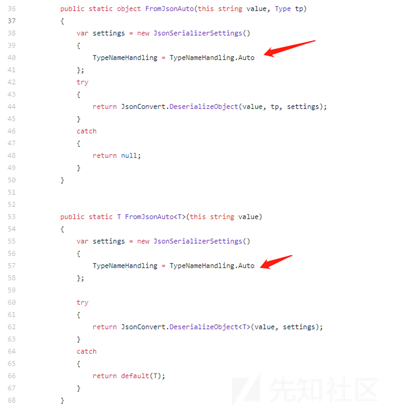 36 public static object FromJsonAuto(this string value, Type tp)
37 {
38 var settings = new JsonSerializerSettings()
39 {
40 TypeNameHandling = TypeNameHandling.Auto
41 };
42 try
43 {
44 return JsonConvert.DeserializeObject(value, tp, settings);
45 }
46 catch
47 {
48 return null;
49 }
50 }
51
52
53 public static T FromJsonAuto<T>(this string value)
54 {
55 var settings = new JsonSerializerSettings()
56 {
57 TypeNameHandling = TypeNameHandling.Auto
58 };
59
60 try
61 {
62 return JsonConvert.DeserializeObject<T>(value, settings);
63 }
64 catch
65 {
66 return default(T);
67 }
68 }
先知社区